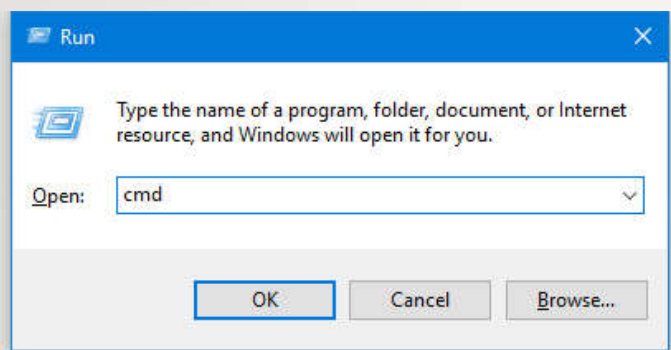 Run
Type the name of a program, folder, document, or Internet
resource, and Windows will open it for you.
Open: cmd
OK Cancel Browse...